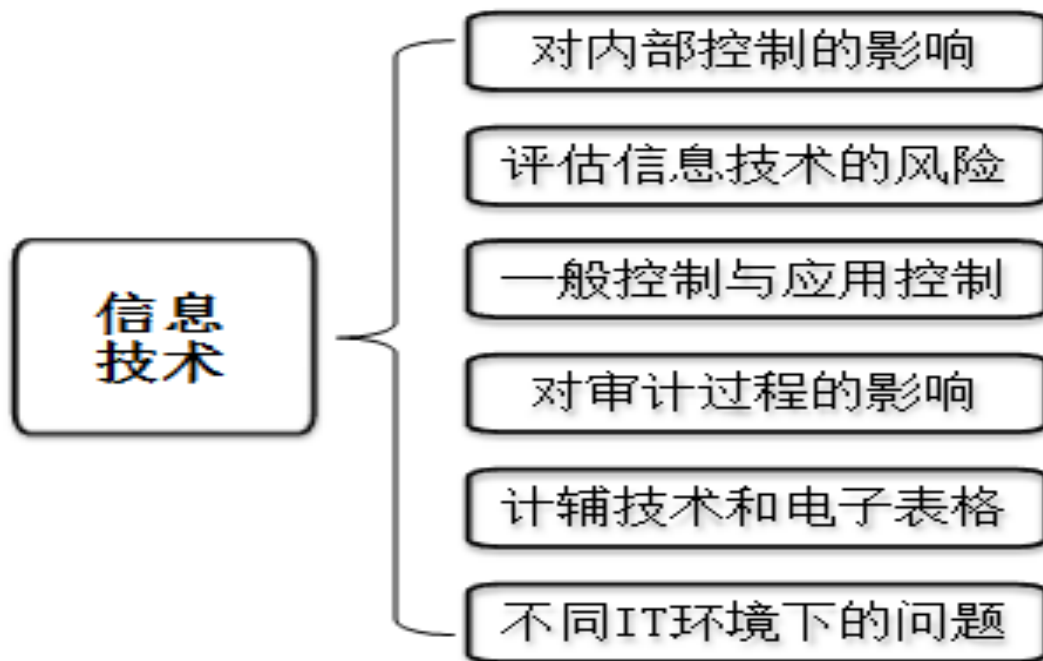 对内部控制的影响
评估信息技术的风险
一般控制与应用控制
信息
技术
对审计过程的影响
计辅技术和电子表格
不同IT环境下的问题